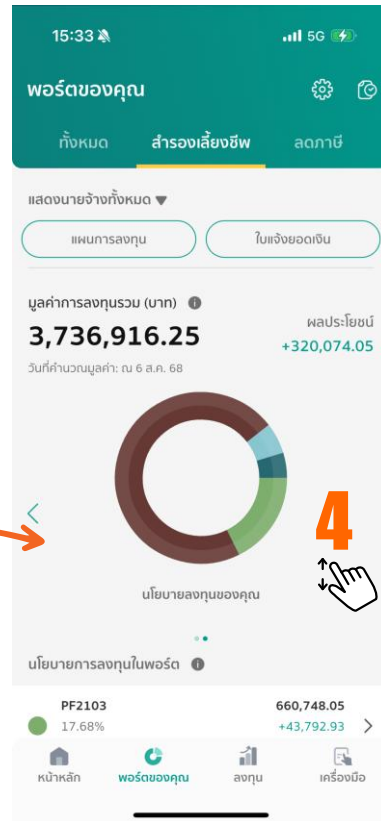 15:33
5G
พอร์ตของคุณ
ทั้งหมด สำรองเลี้ยงชีพ ลดภาษี
แสดงนายจ้างทั้งหมด ▼
แผนการลงทุน ใบแจ้งยอดเงิน
มูลค่าการลงทุนรวม (บาท)
ผลประโยชน์
3,736,916.25
+320,074.05
วันที่คำนวณมูลค่า: ณ 6 ส.ค. 68
4
นโยบายลงทุนของคุณ
นโยบายการลงทุนในพอร์ต
PF2103 660,748.05
17.68% +43,792.93
หน้าหลัก พอร์ตของคุณ ลงทุน เครื่องมือ